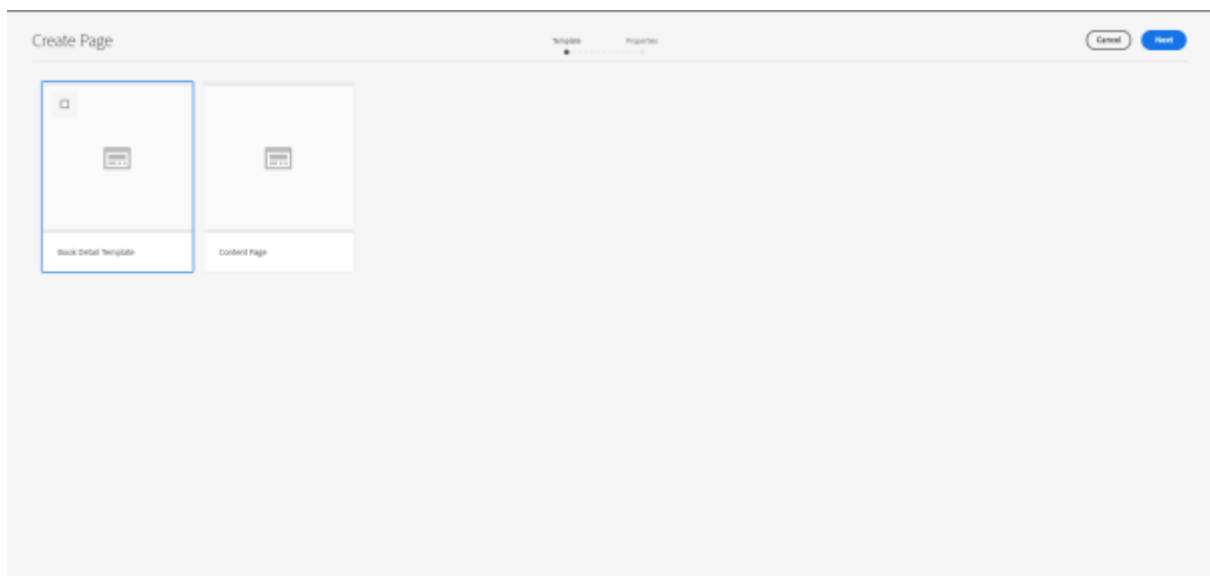 Create Page
Template
Properties
Cancel
Next
Book Detail Template
Content Page